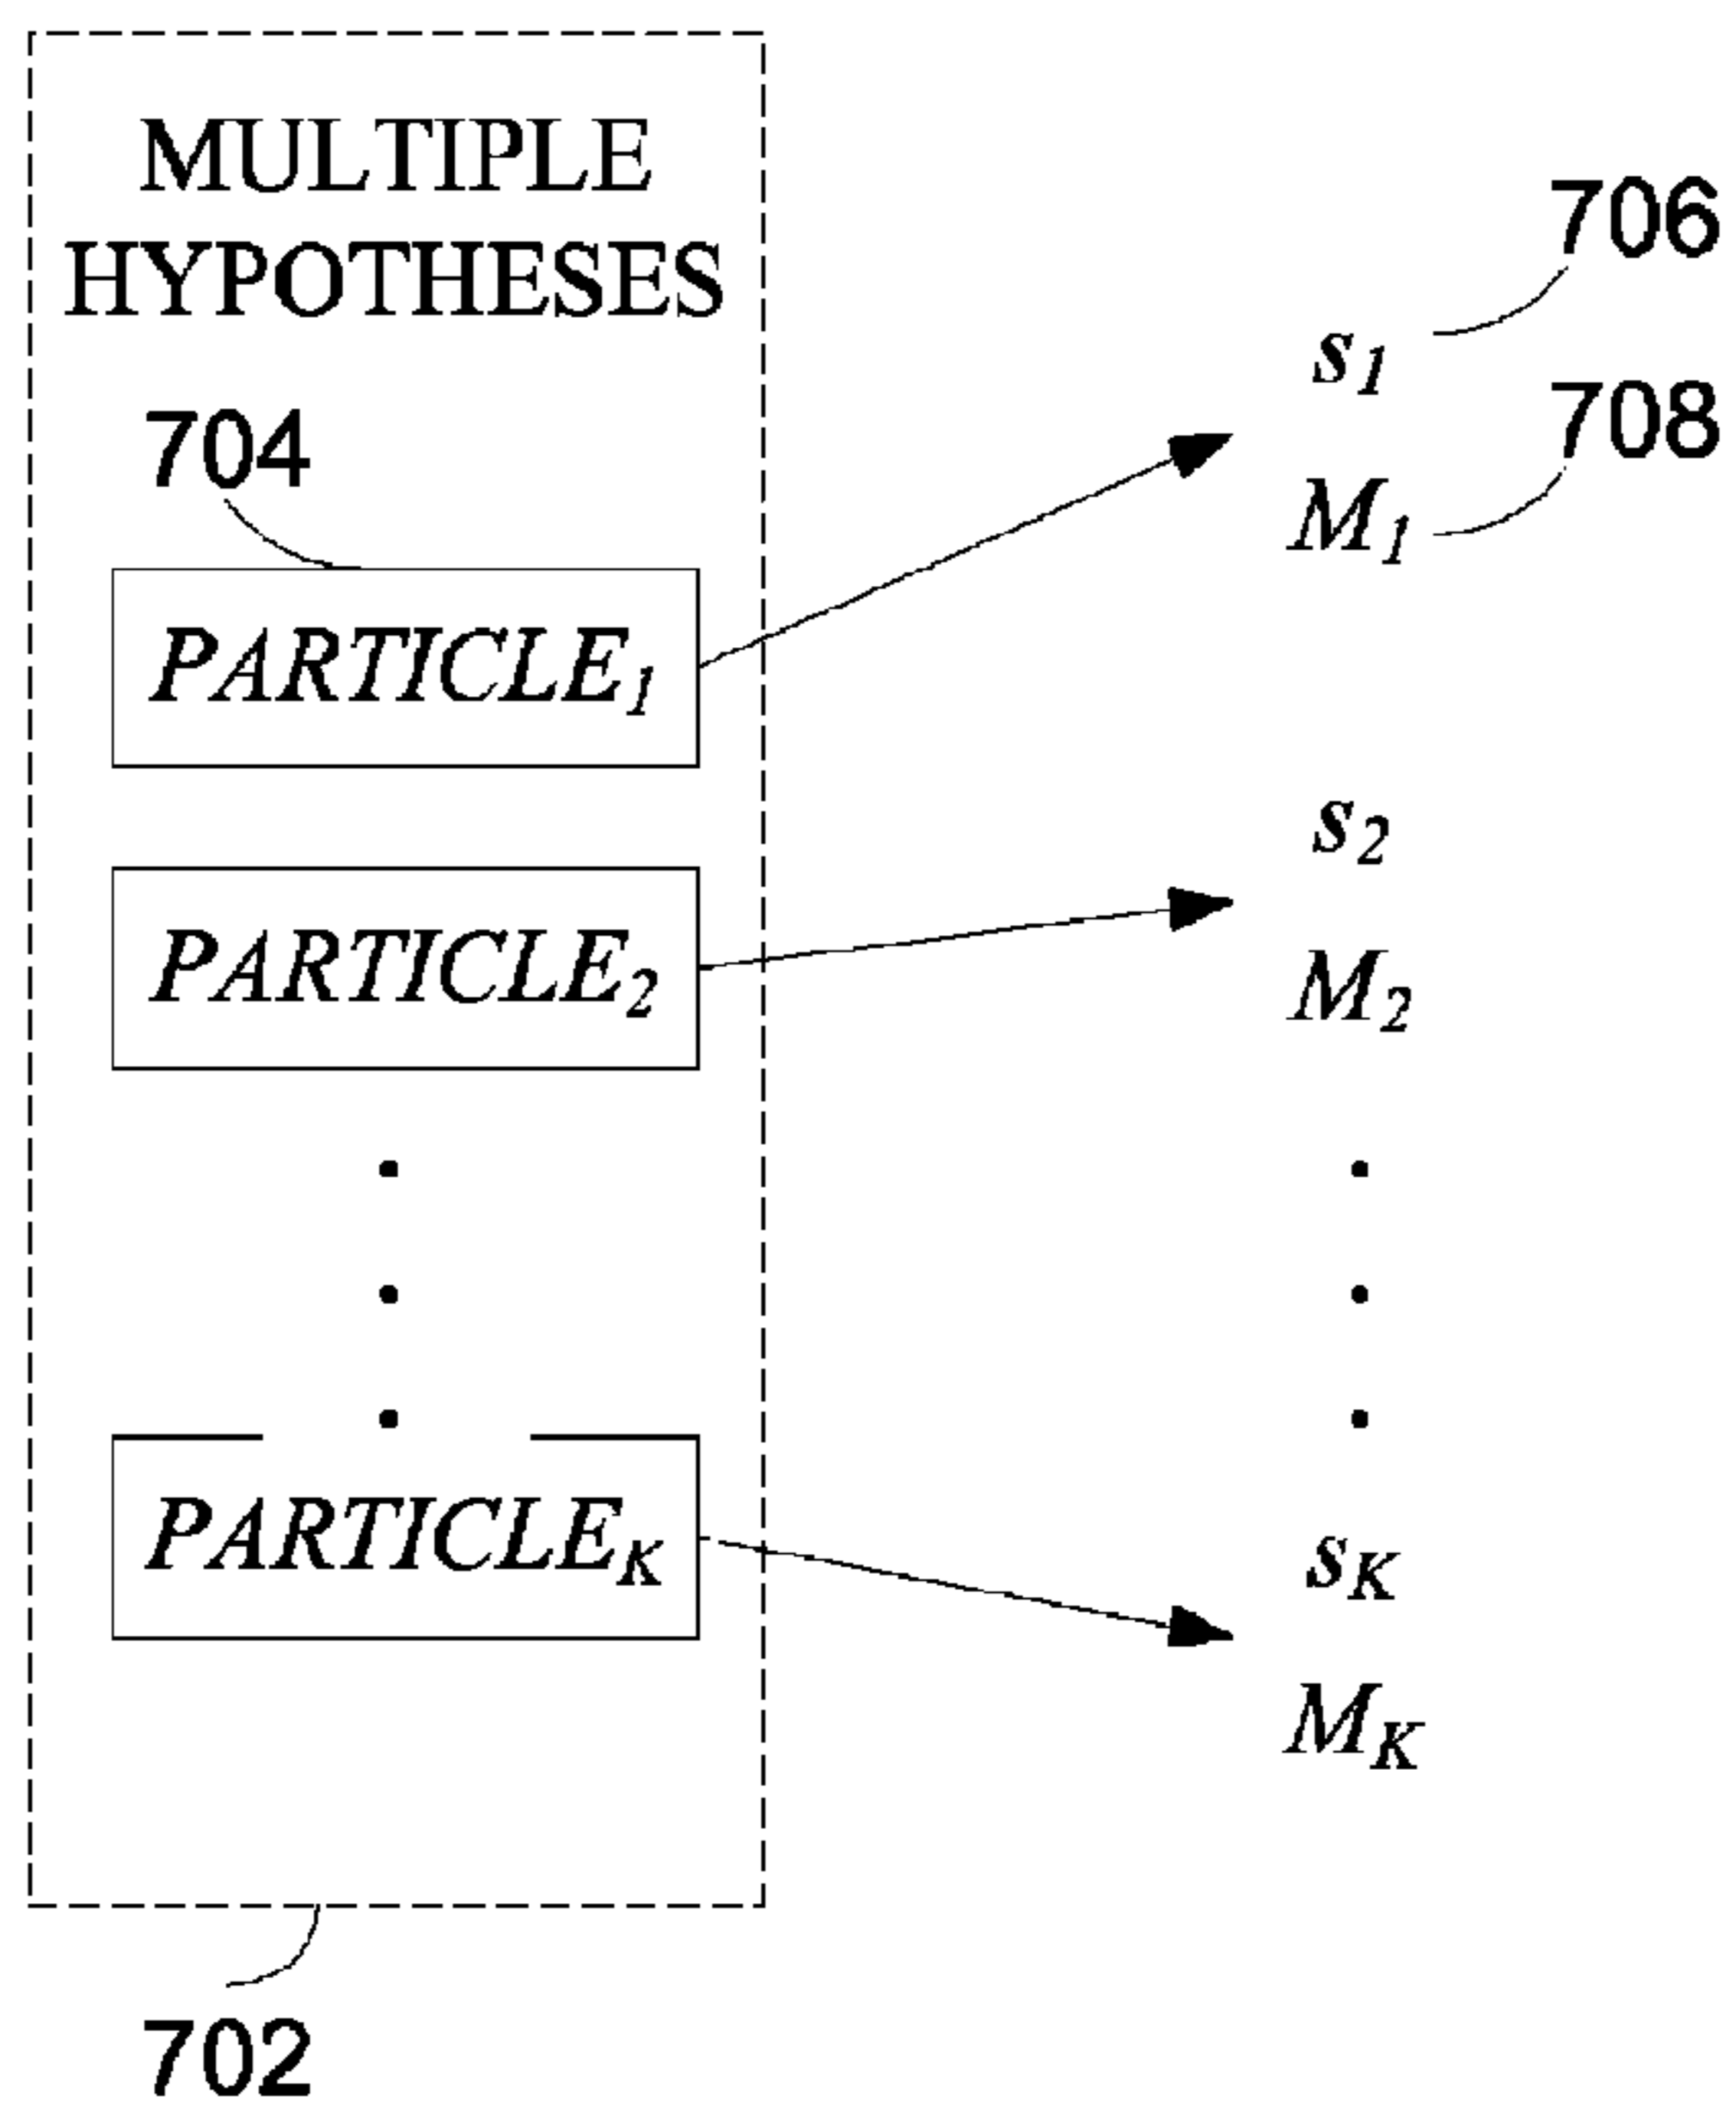 MULTIPLE
HYPOTHESES
706
s1
704
708
M1
PARTICLE1
s2
PARTICLE2
M2
PARTICLEK
sK
MK
702